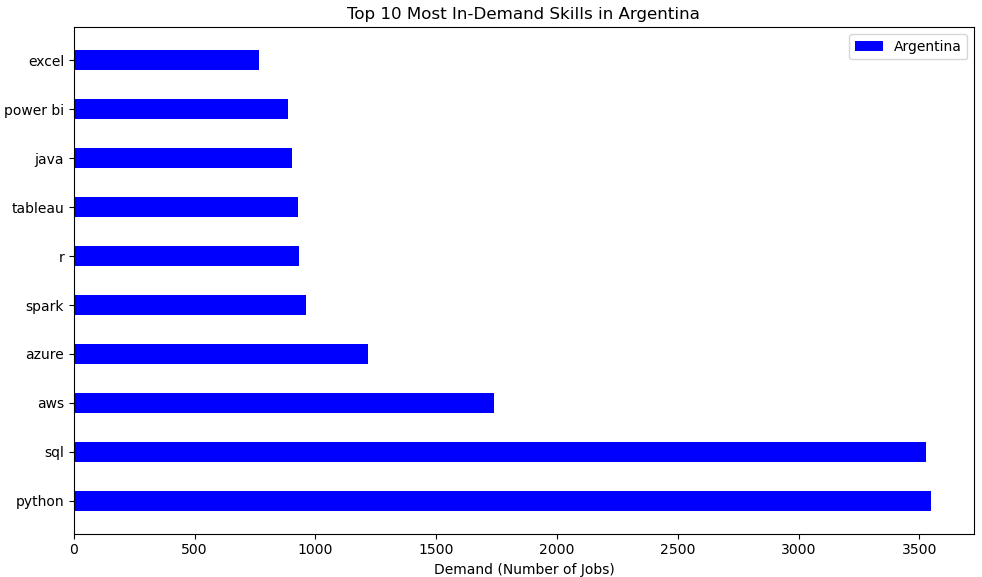 Top 10 Most In-Demand Skills in Argentina
Argentina
excel
power bi
java
tableau
r
spark
azure
aws
sql
python
0 500 1000 1500 2000 2500 3000 3500
Demand (Number of Jobs)